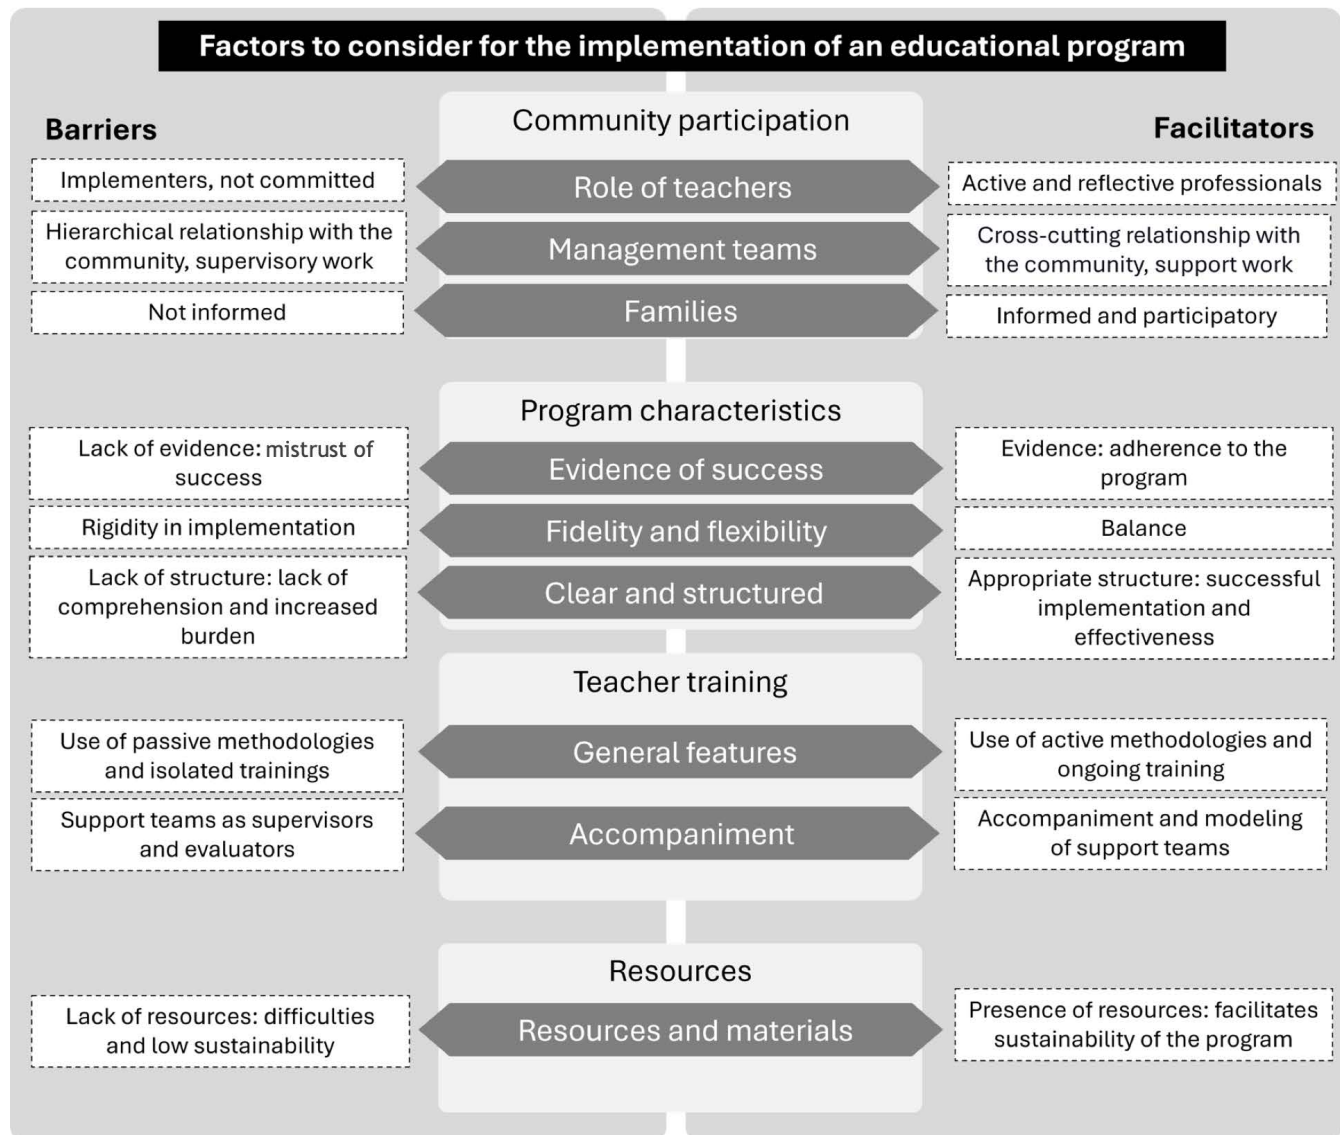 Factors to consider for the implementation of an educational program
Barriers
Community participation
Facilitators
Implementers, not committed
Role of teachers
Active and reflective professionals
Hierarchical relationship with the
community, supervisory work
Management teams
Cross-cutting relationship with
the community, support work
Not informed
Families
Informed and participatory
Program characteristics
Lack of evidence: mistrust of
success
Evidence of success
Evidence: adherence to the
program
Rigidity in implementation
Fidelity and flexibility
Balance
Lack of structure: lack of
comprehension and increased
burden
Clear and structured
Appropriate structure: successful
implementation and
effectiveness
Teacher training
Use of passive methodologies
and isolated trainings
General features
Use of active methodologies and
ongoing training
Support teams as supervisors
and evaluators
Accompaniment
Accompaniment and modeling
of support teams
Resources
Lack of resources: difficulties
and low sustainability
Resources and materials
Presence of resources: facilitates
sustainability of the program